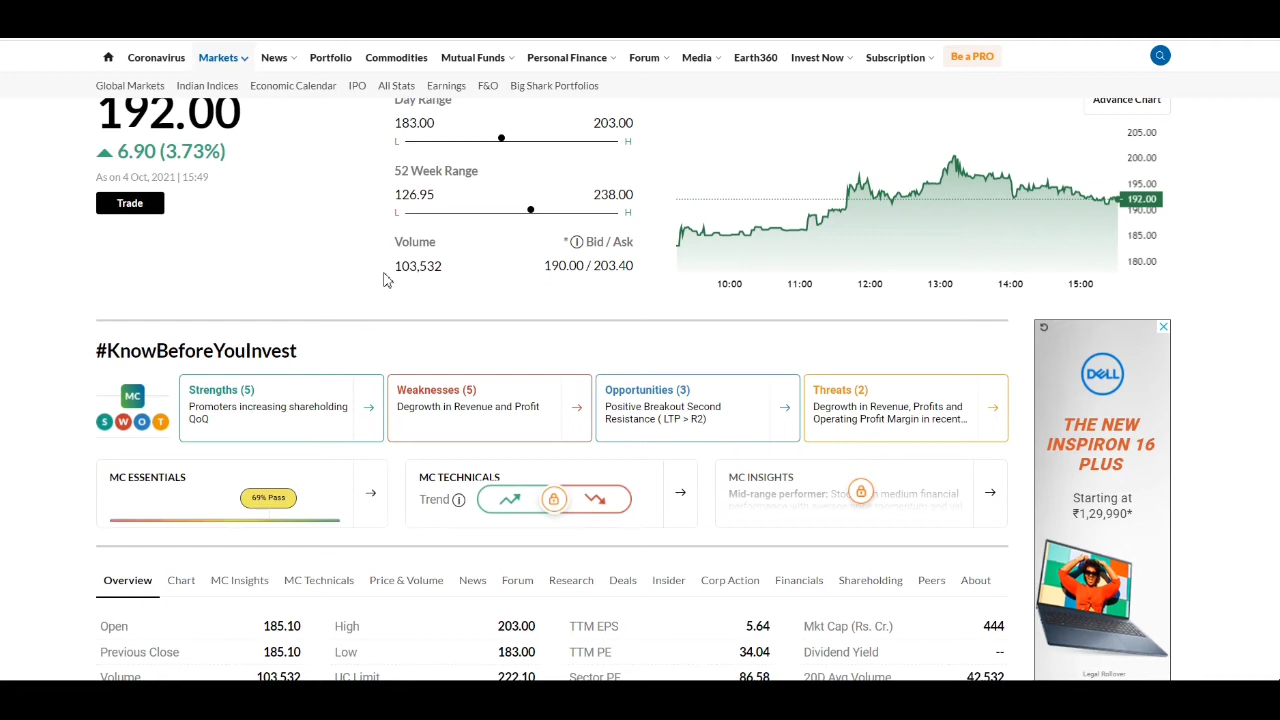 Coronavirus Markets News Portfolio Commodities Mutual Funds Personal Finance Forum Media Earth360 Invest Now Subscription Be a PRO
Global Markets Indian Indices Economic Calendar IPO All Stats Earnings F&O Big Shark Portfolios
192.00
6.90 (3.73%)
As on 4 Oct, 2021 | 15:49
Trade
Day Range
183.00 203.00
L H
52 Week Range
126.95 238.00
L H
Volume * i Bid / Ask
103,532 190.00 / 203.40
Advance Chart
205.00
200.00
195.00
192.00
190.00
185.00
180.00
10:00 11:00 12:00 13:00 14:00 15:00
#KnowBeforeYouInvest
MC
S W O T
Strengths (5)
Promoters increasing shareholding
QoQ
Weaknesses (5)
Degrowth in Revenue and Profit
Opportunities (3)
Positive Breakout Second
Resistance ( LTP > R2)
Threats (2)
Degrowth in Revenue, Profits and
Operating Profit Margin in recent...
MC ESSENTIALS
69% Pass
MC TECHNICALS
Trend i
MC INSIGHTS
Mid-range performer: medium financial
DELL
THE NEW
INSPIRON 16
PLUS
Starting at
₹1,29,990*
Legal Rollover
Overview Chart MC Insights MC Technicals Price & Volume News Forum Research Deals Insider Corp Action Financials Shareholding Peers About
Open 185.10 High 203.00 TTM EPS 5.64 Mkt Cap (Rs. Cr.) 444
Previous Close 185.10 Low 183.00 TTM PE 34.04 Dividend Yield --
Volume 103,532 UC Limit 222.10 Sector PE 86.58 20D Avg Volume 42,532